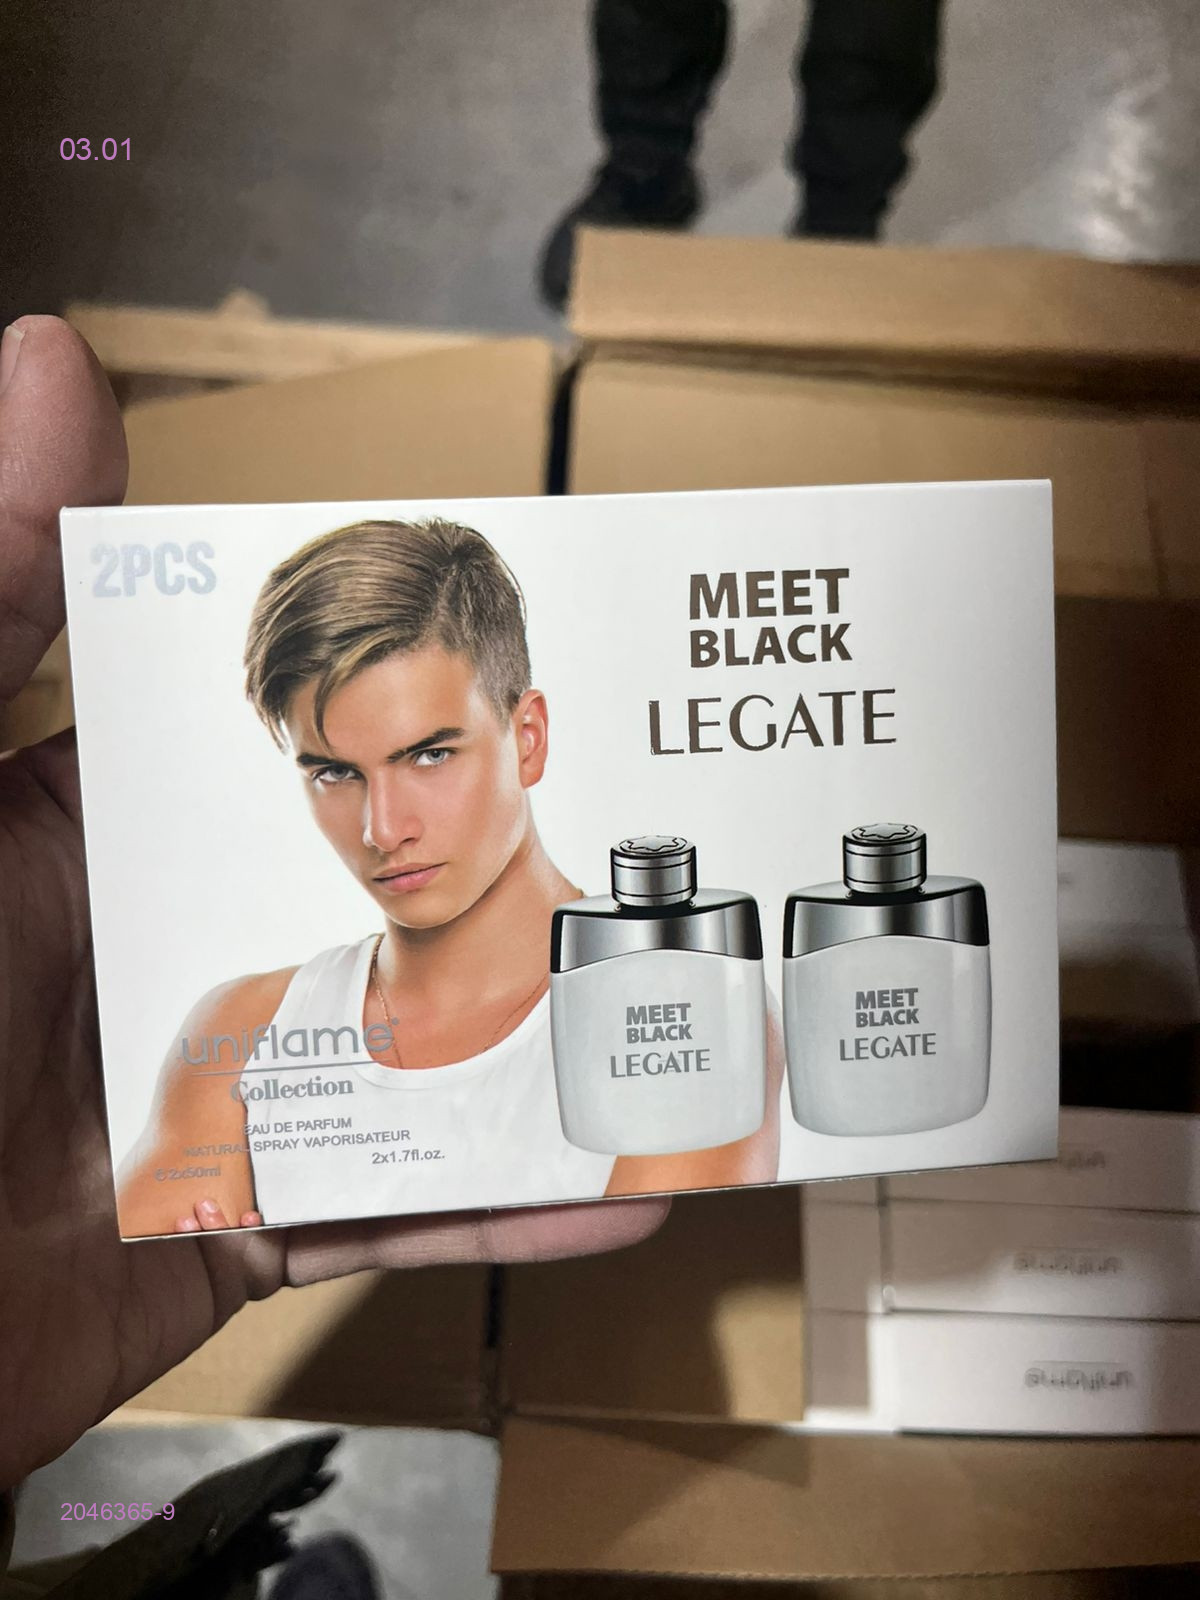 03.01
2PCS
MEET
BLACK
LEGATE
MEET
BLACK
LEGATE
MEET
BLACK
LEGATE
uniflame
Collection
EAU DE PARFUM
NATURAL SPRAY VAPORISATEUR
2x1.7fl.oz.
℮ 2x50ml
2046365-9